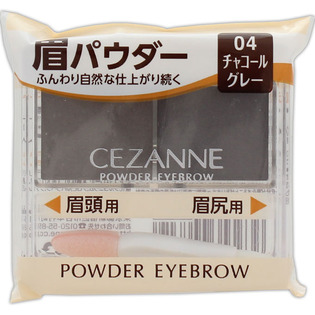 眉パウダー
ふんわり自然な仕上がり続く
04
チャコール
グレー
CEZANNE
POWDER EYEBROW
眉頭用
眉尻用
POWDER EYEBROW